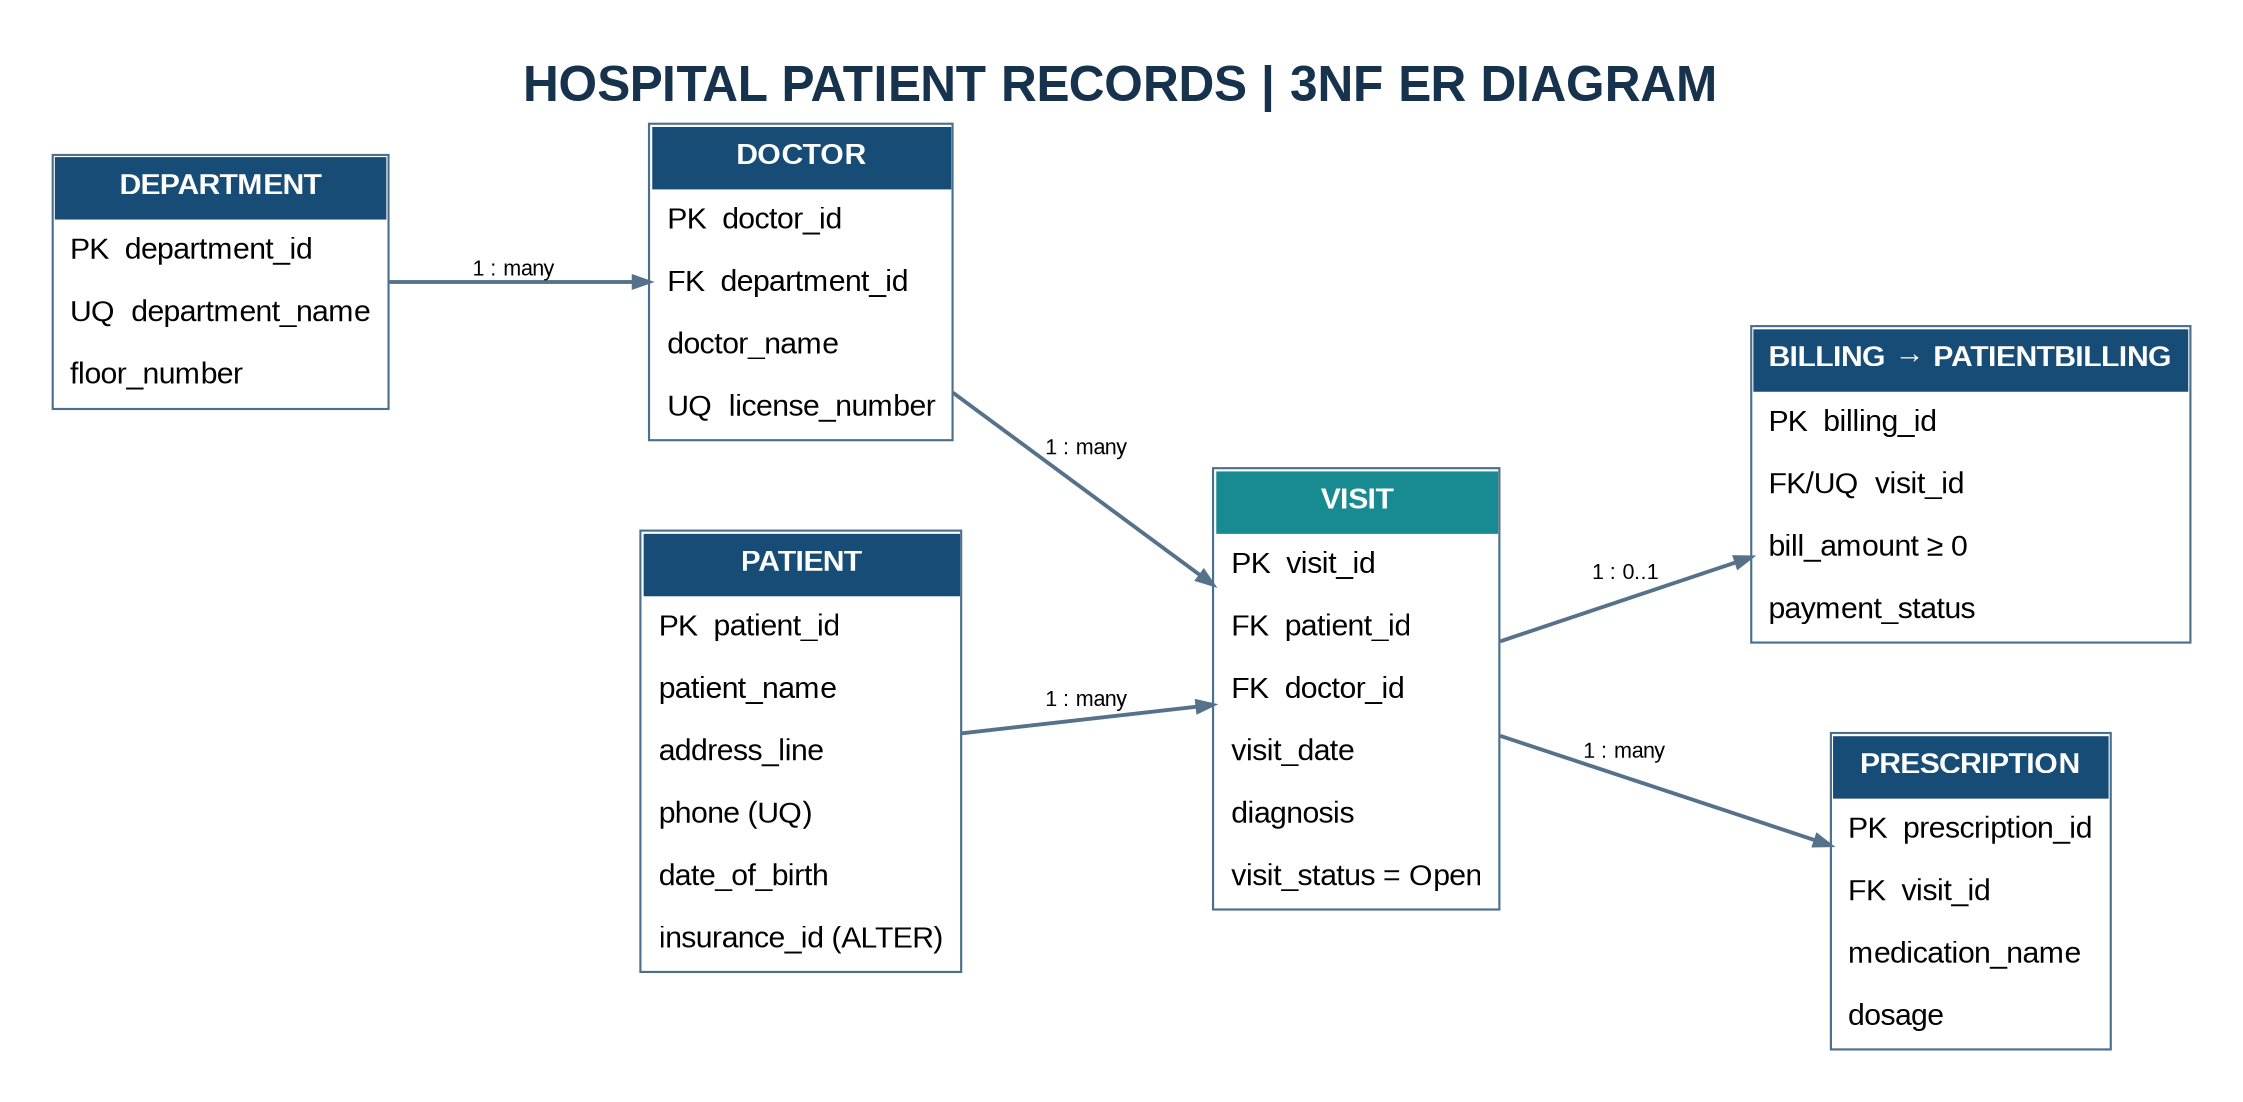 HOSPITAL PATIENT RECORDS | 3NF ER DIAGRAM
DEPARTMENT
PK  department_id
UQ  department_name
floor_number
1 : many
DOCTOR
PK  doctor_id
FK  department_id
doctor_name
UQ  license_number
1 : many
PATIENT
PK  patient_id
patient_name
address_line
phone (UQ)
date_of_birth
insurance_id (ALTER)
1 : many
VISIT
PK  visit_id
FK  patient_id
FK  doctor_id
visit_date
diagnosis
visit_status = Open
1 : 0..1
1 : many
BILLING → PATIENTBILLING
PK  billing_id
FK/UQ  visit_id
bill_amount ≥ 0
payment_status
PRESCRIPTION
PK  prescription_id
FK  visit_id
medication_name
dosage